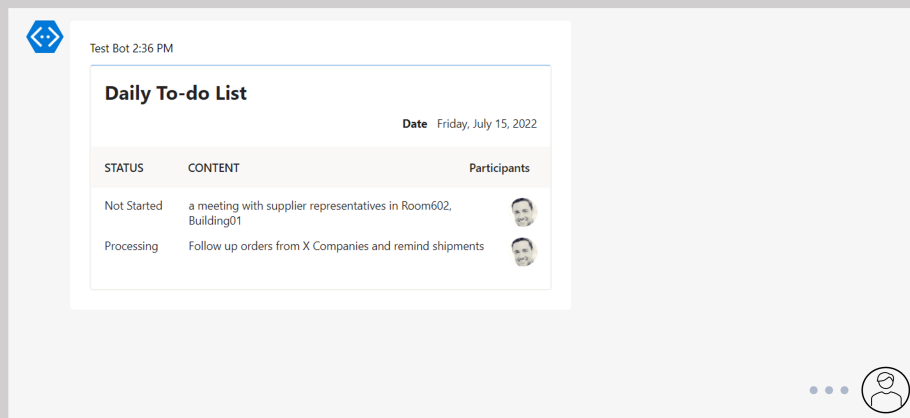 Test Bot 2:36 PM
Daily To-do List
Date Friday, July 15, 2022
STATUS CONTENT Participants
Not Started a meeting with supplier representatives in Room602,
Building01
Processing Follow up orders from X Companies and remind shipments